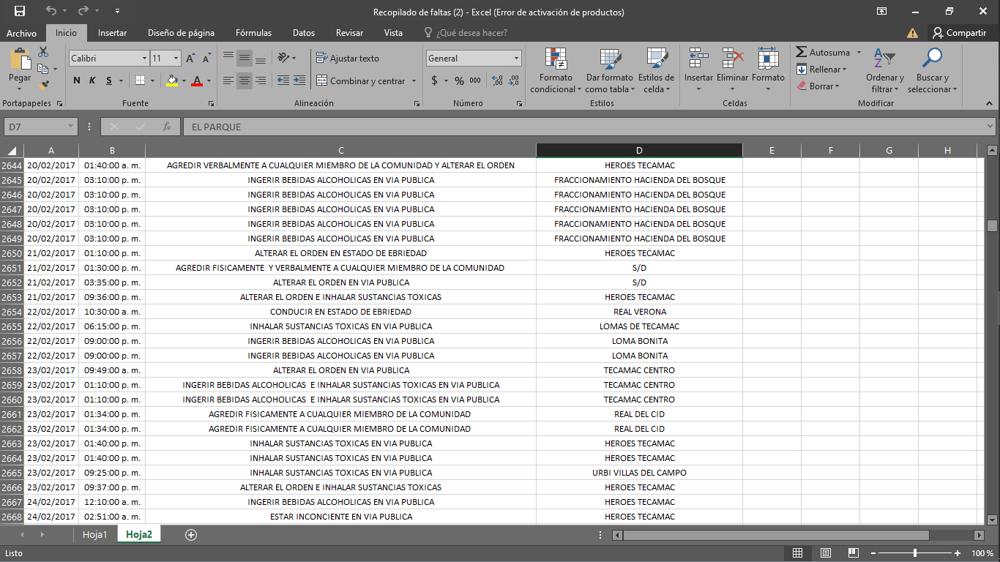 Recopilado de faltas (2) - Excel (Error de activación de productos)
Archivo Inicio Insertar Diseño de página Fórmulas Datos Revisar Vista ¿Qué desea hacer? Compartir
Pegar
Calibri 11
N K S
Ajustar texto
Combinar y centrar
General
$ % 000
Formato condicional
Dar formato como tabla
Estilos de celda
Insertar Eliminar Formato
Autosuma
Rellenar
Borrar
Ordenar y filtrar
Buscar y seleccionar
Portapapeles Fuente Alineación Número Estilos Celdas Modificar
D7 fx EL PARQUE
A B C D E F G H
2644 20/02/2017 01:40:00 a. m. AGREDIR VERBALMENTE A CUALQUIER MIEMBRO DE LA COMUNIDAD Y ALTERAR EL ORDEN HEROES TECAMAC
2645 20/02/2017 03:10:00 p. m. INGERIR BEBIDAS ALCOHOLICAS EN VIA PUBLICA FRACCIONAMIENTO HACIENDA DEL BOSQUE
2646 20/02/2017 03:10:00 p. m. INGERIR BEBIDAS ALCOHOLICAS EN VIA PUBLICA FRACCIONAMIENTO HACIENDA DEL BOSQUE
2647 20/02/2017 03:10:00 p. m. INGERIR BEBIDAS ALCOHOLICAS EN VIA PUBLICA FRACCIONAMIENTO HACIENDA DEL BOSQUE
2648 20/02/2017 03:10:00 p. m. INGERIR BEBIDAS ALCOHOLICAS EN VIA PUBLICA FRACCIONAMIENTO HACIENDA DEL BOSQUE
2649 20/02/2017 03:10:00 p. m. INGERIR BEBIDAS ALCOHOLICAS EN VIA PUBLICA FRACCIONAMIENTO HACIENDA DEL BOSQUE
2650 21/02/2017 01:10:00 p. m. ALTERAR EL ORDEN EN ESTADO DE EBRIEDAD HEROES TECAMAC
2651 21/02/2017 01:30:00 p. m. AGREDIR FISICAMENTE Y VERBALMENTE A CUALQUIER MIEMBRO DE LA COMUNIDAD S/D
2652 21/02/2017 03:35:00 p. m. ALTERAR EL ORDEN EN VIA PUBLICA S/D
2653 21/02/2017 09:36:00 p. m. ALTERAR EL ORDEN E INHALAR SUSTANCIAS TOXICAS HEROES TECAMAC
2654 22/02/2017 10:30:00 a. m. CONDUCIR EN ESTADO DE EBRIEDAD REAL VERONA
2655 22/02/2017 06:15:00 p. m. INHALAR SUSTANCIAS TOXICAS EN VIA PUBLICA LOMAS DE TECAMAC
2656 22/02/2017 09:00:00 p. m. INGERIR BEBIDAS ALCOHOLICAS EN VIA PUBLICA LOMA BONITA
2657 22/02/2017 09:00:00 p. m. INGERIR BEBIDAS ALCOHOLICAS EN VIA PUBLICA LOMA BONITA
2658 23/02/2017 09:49:00 a. m. ALTERAR EL ORDEN EN VIA PUBLICA TECAMAC CENTRO
2659 23/02/2017 01:10:00 p. m. INGERIR BEBIDAS ALCOHOLICAS E INHALAR SUSTANCIAS TOXICAS EN VIA PUBLICA TECAMAC CENTRO
2660 23/02/2017 01:10:00 p. m. INGERIR BEBIDAS ALCOHOLICAS E INHALAR SUSTANCIAS TOXICAS EN VIA PUBLICA TECAMAC CENTRO
2661 23/02/2017 01:34:00 p. m. AGREDIR FISICAMENTE A CUALQUIER MIEMBRO DE LA COMUNIDAD REAL DEL CID
2662 23/02/2017 01:34:00 p. m. AGREDIR FISICAMENTE A CUALQUIER MIEMBRO DE LA COMUNIDAD REAL DEL CID
2663 23/02/2017 01:40:00 p. m. INHALAR SUSTANCIAS TOXICAS EN VIA PUBLICA HEROES TECAMAC
2664 23/02/2017 01:40:00 p. m. INHALAR SUSTANCIAS TOXICAS EN VIA PUBLICA HEROES TECAMAC
2665 23/02/2017 09:25:00 p. m. INHALAR SUSTANCIAS TOXICAS EN VIA PUBLICA URBI VILLAS DEL CAMPO
2666 23/02/2017 09:37:00 p. m. ALTERAR EL ORDEN E INHALAR SUSTANCIAS TOXICAS HEROES TECAMAC
2667 24/02/2017 12:10:00 a. m. INGERIR BEBIDAS ALCOHOLICAS EN VIA PUBLICA HEROES TECAMAC
2668 24/02/2017 02:51:00 a. m. ESTAR INCONCIENTE EN VIA PUBLICA HEROES TECAMAC
Hoja1 Hoja2
Listo 100 %